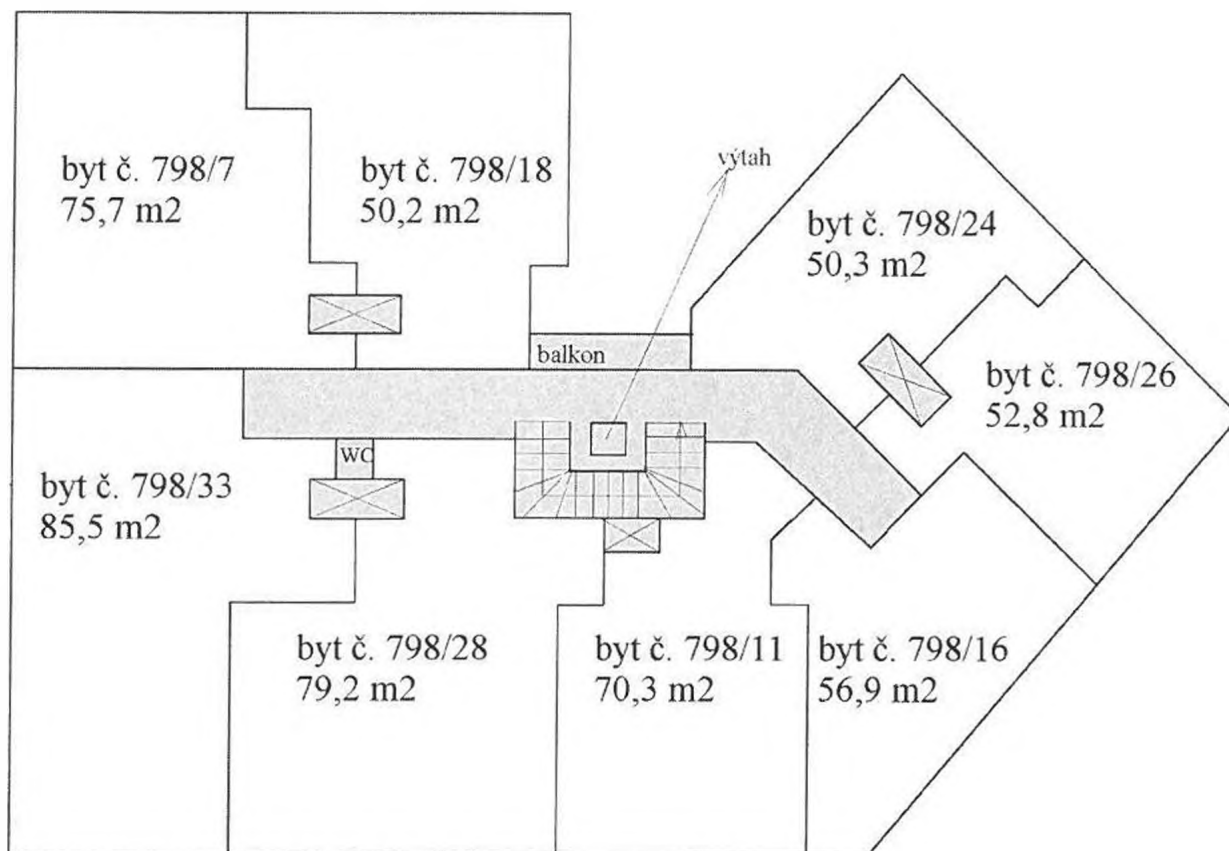 byt č. 798/7
75,7 m2
byt č. 798/18
50,2 m2
výtah
byt č. 798/24
50,3 m2
balkon
byt č. 798/26
52,8 m2
WC
byt č. 798/33
85,5 m2
byt č. 798/28
79,2 m2
byt č. 798/11
70,3 m2
byt č. 798/16
56,9 m2